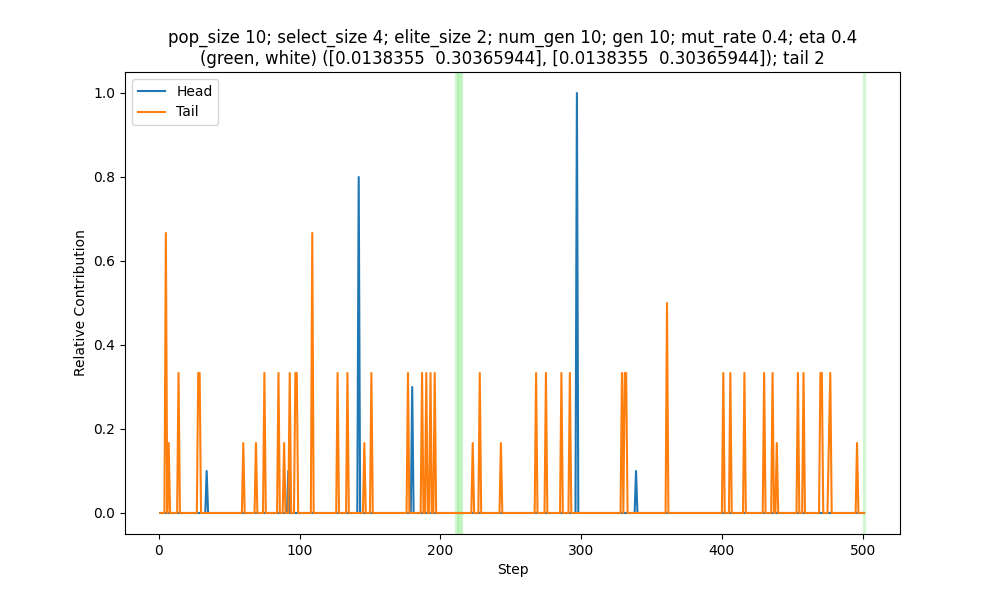 pop_size 10; select_size 4; elite_size 2; num_gen 10; gen 10; mut_rate 0.4; eta 0.4
(green, white) ([0.0138355  0.30365944], [0.0138355  0.30365944]); tail 2
Head
Tail
1.0
0.8
0.6
0.4
0.2
0.0
Relative Contribution
0
100
200
300
400
500
Step